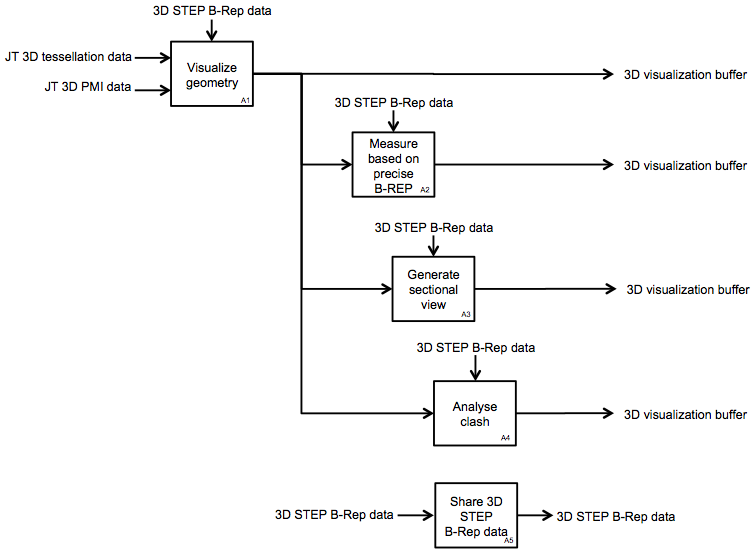 3D STEP B-Rep data
JT 3D tessellation data
JT 3D PMI data
Visualize
geometry
A1
3D visualization buffer
3D STEP B-Rep data
Measure
based on
precise
B-REP
A2
3D visualization buffer
3D STEP B-Rep data
Generate
sectional
view
A3
3D visualization buffer
3D STEP B-Rep data
Analyse
clash
A4
3D visualization buffer
3D STEP B-Rep data
Share 3D
STEP
B-Rep data
A5
3D STEP B-Rep data